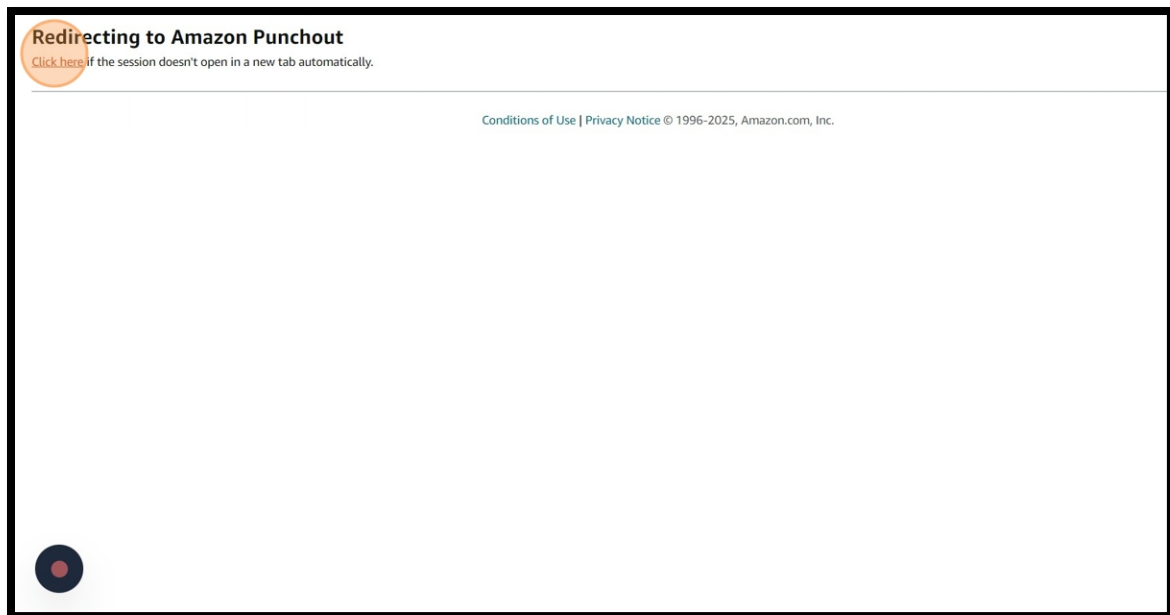 Redirecting to Amazon Punchout
Click here if the session doesn't open in a new tab automatically.
Conditions of Use | Privacy Notice © 1996-2025, Amazon.com, Inc.